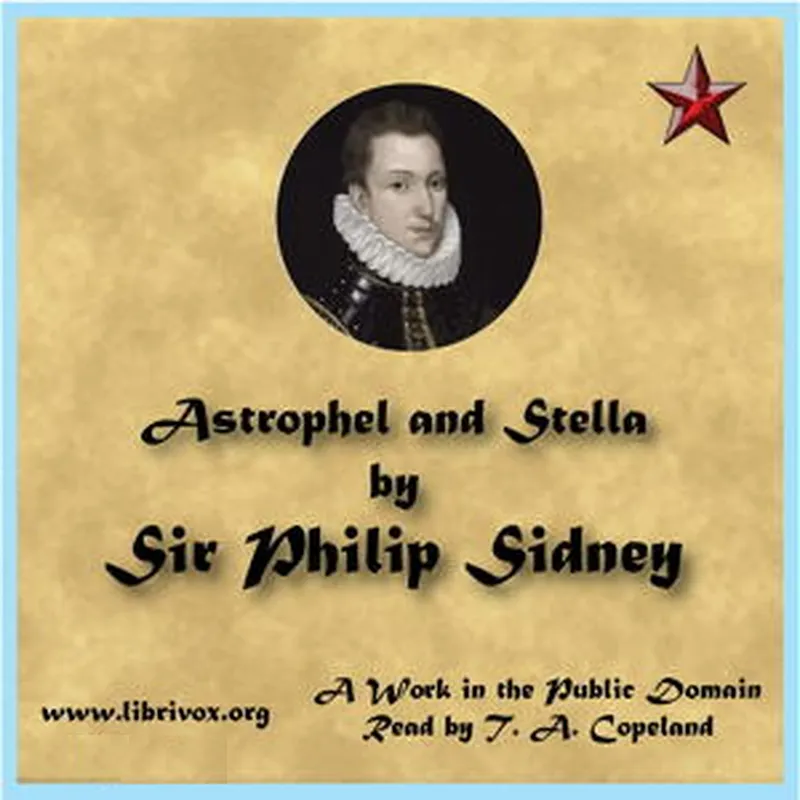 Astrophel and Stella
by
Sir Philip Sidney
www.librivox.org
A Work in the Public Domain
Read by T. A. Copeland